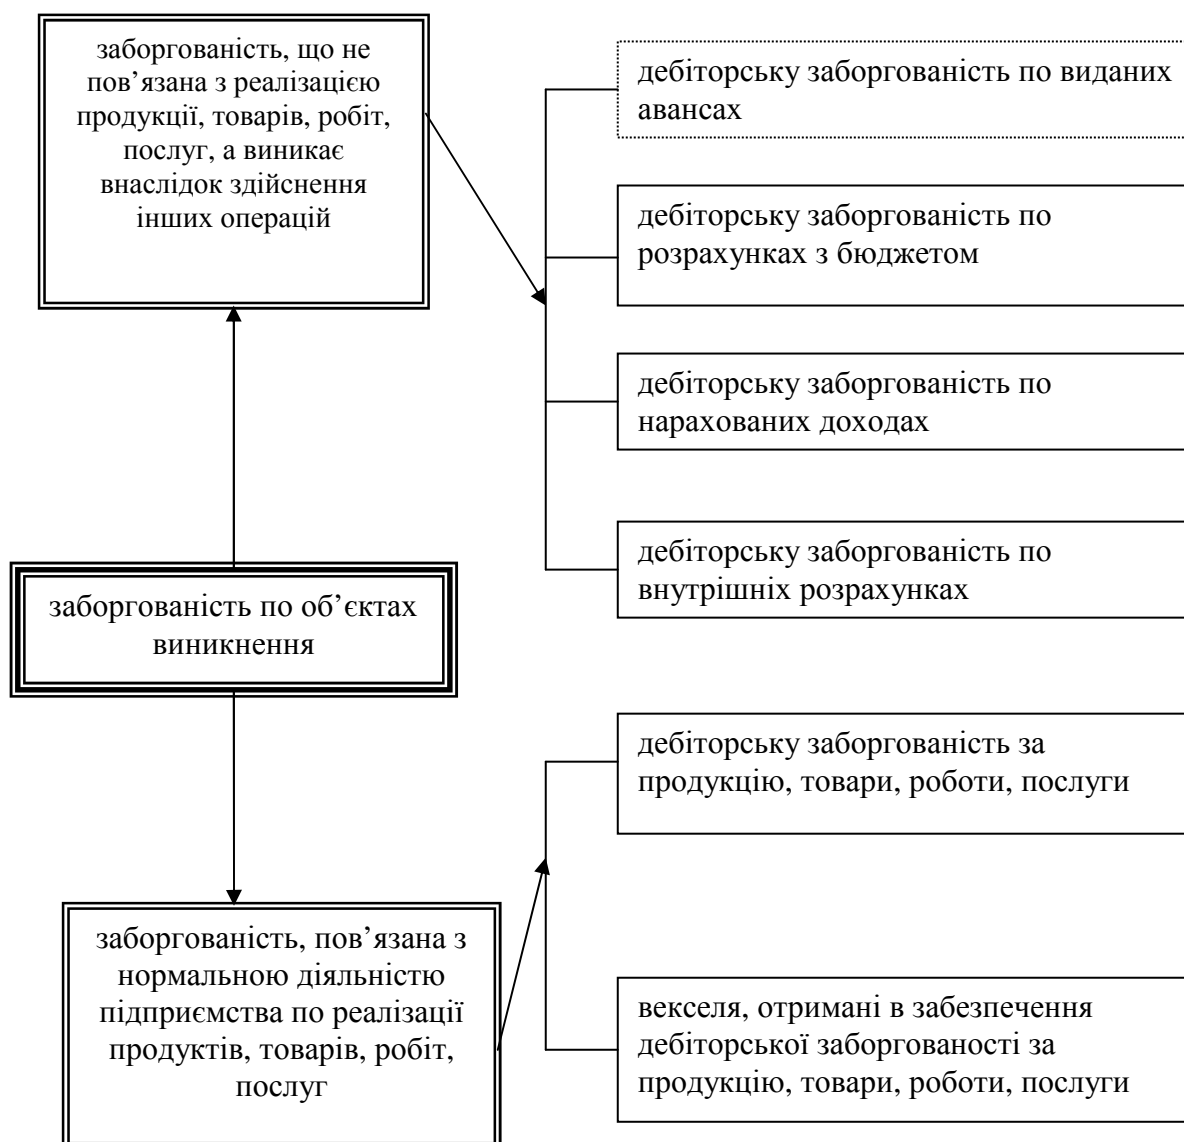 заборгованість, що не
пов’язана з реалізацією
продукції, товарів, робіт,
послуг, а виникає
внаслідок здійснення
інших операцій
дебіторську заборгованість по виданих
авансах
дебіторську заборгованість по
розрахунках з бюджетом
дебіторську заборгованість по
нарахованих доходах
дебіторську заборгованість по
внутрішніх розрахунках
заборгованість по об’єктах
виникнення
дебіторську заборгованість за
продукцію, товари, роботи, послуги
заборгованість, пов’язана з
нормальною діяльністю
підприємства по реалізації
продуктів, товарів, робіт,
послуг
векселя, отримані в забезпечення
дебіторської заборгованості за
продукцію, товари, роботи, послуги